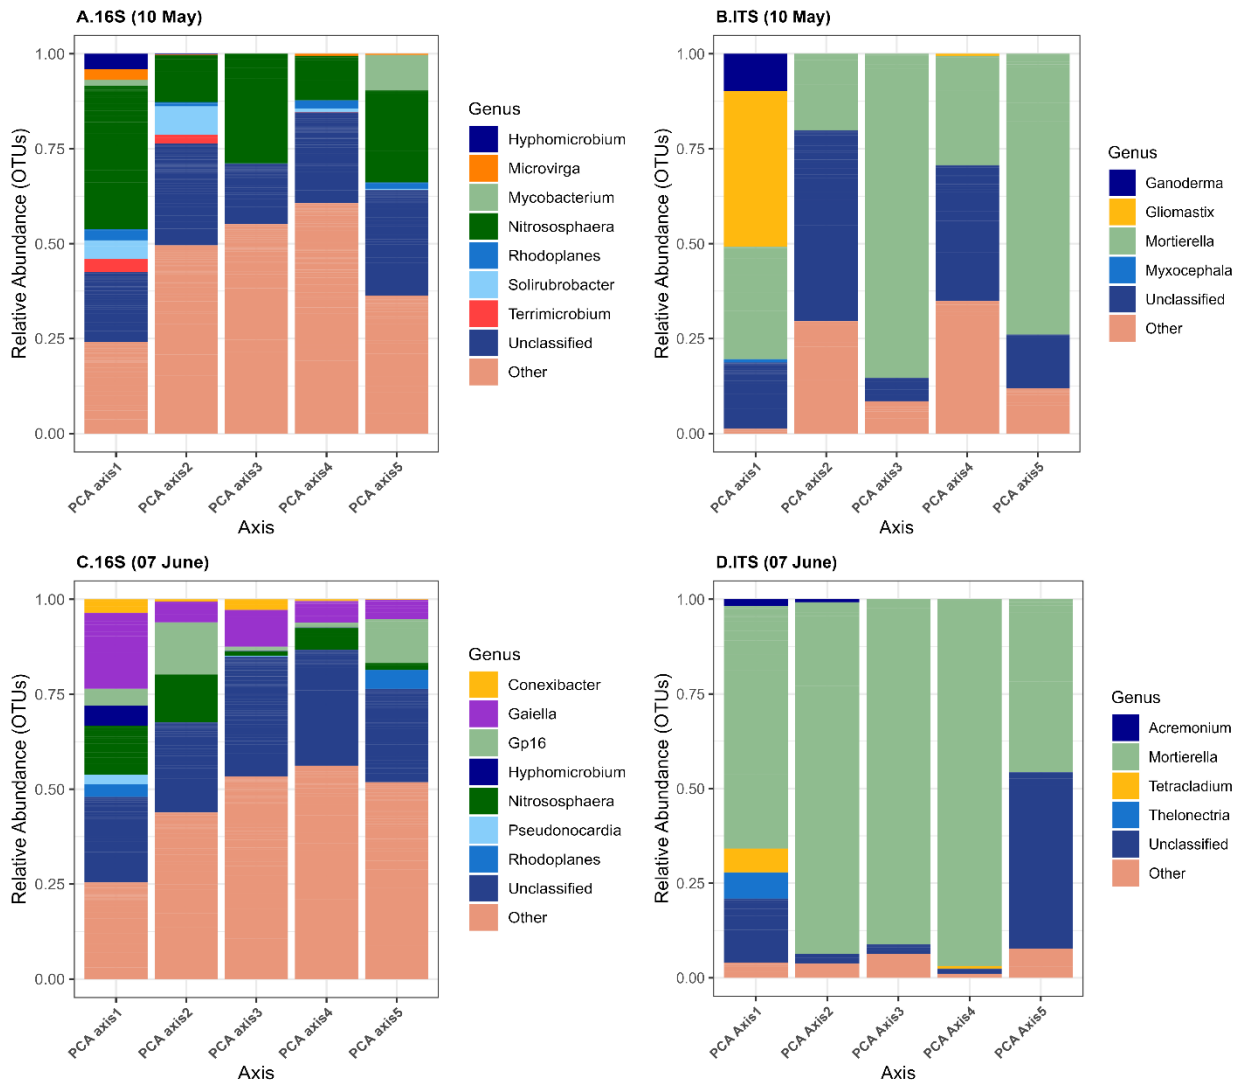 A.16S (10 May)
Relative Abundance (OTUs)
1.00
0.75
0.50
0.25
0.00
PCA axis1
PCA axis2
PCA axis3
PCA axis4
PCA axis5
Axis
Genus
Hyphomicrobium
Microvirga
Mycobacterium
Nitrososphaera
Rhodoplanes
Solirubrobacter
Terrimicrobium
Unclassified
Other
B.ITS (10 May)
Relative Abundance (OTUs)
1.00
0.75
0.50
0.25
0.00
PCA axis1
PCA axis2
PCA axis3
PCA axis4
PCA axis5
Axis
Genus
Ganoderma
Gliomastix
Mortierella
Myxocephala
Unclassified
Other
C.16S (07 June)
Relative Abundance (OTUs)
1.00
0.75
0.50
0.25
0.00
PCA axis1
PCA axis2
PCA axis3
PCA axis4
PCA axis5
Axis
Genus
Conexibacter
Gaiella
Gp16
Hyphomicrobium
Nitrososphaera
Pseudonocardia
Rhodoplanes
Unclassified
Other
D.ITS (07 June)
Relative Abundance (OTUs)
1.00
0.75
0.50
0.25
0.00
PCA Axis1
PCA Axis2
PCA Axis3
PCA Axis4
PCA Axis5
Axis
Genus
Acremonium
Mortierella
Tetracladium
Thelonectria
Unclassified
Other